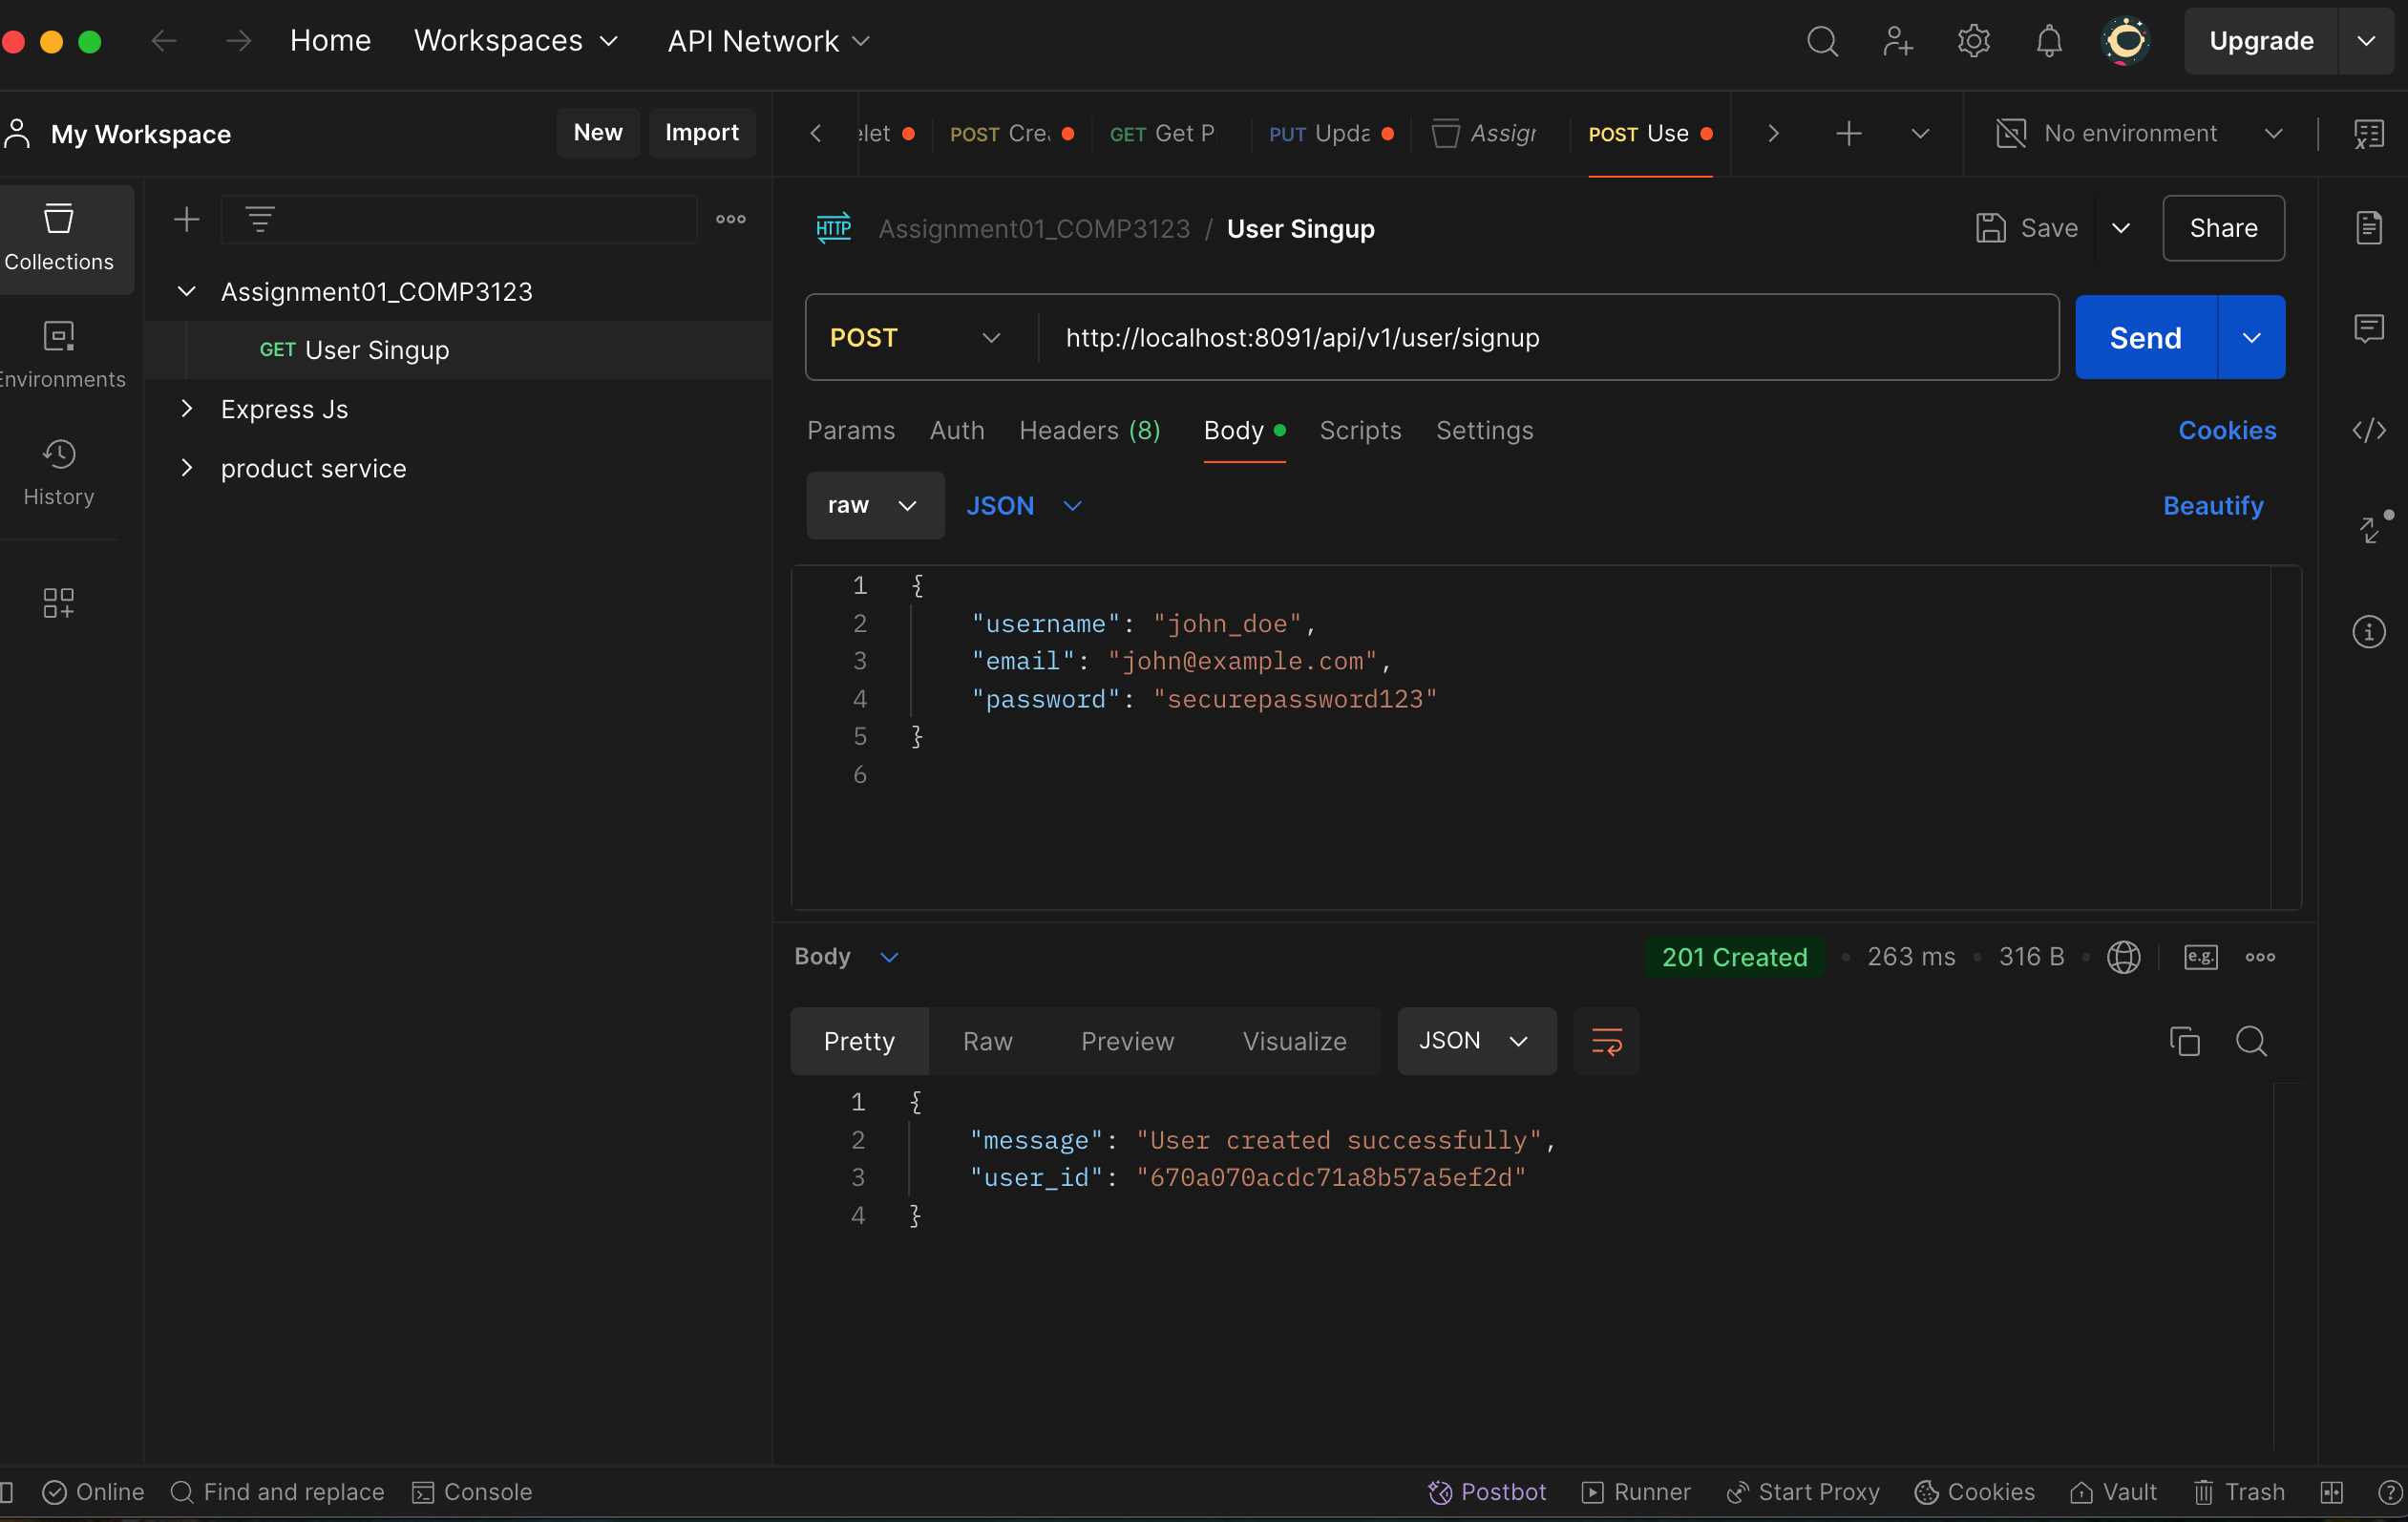 Home Workspaces API Network Upgrade
My Workspace New Import
elet POST Cre GET Get P PUT Upda Assigr POST Use No environment
Collections
Environments
History
Assignment01_COMP3123
GET User Singup
Express Js
product service
HTTP Assignment01_COMP3123 / User Singup Save Share
POST http://localhost:8091/api/v1/user/signup Send
Params Auth Headers (8) Body Scripts Settings Cookies
raw JSON Beautify
1 {
2 "username": "john_doe",
3 "email": "john@example.com",
4 "password": "securepassword123"
5 }
6
Body 201 Created 263 ms 316 B e.g.
Pretty Raw Preview Visualize JSON
1 {
2 "message": "User created successfully",
3 "user_id": "670a070acdc71a8b57a5ef2d"
4 }
Online Find and replace Console Postbot Runner Start Proxy Cookies Vault Trash